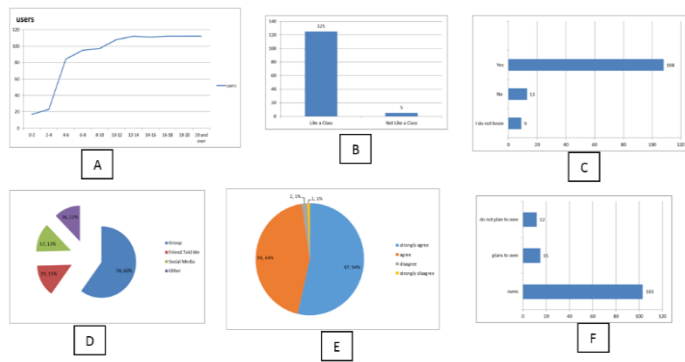 users
120
100
80
60
40
20
0
0-2 2-4 4-6 6-8 8-10 10-12 12-14 14-16 16-18 18-20 20 and over
users
A
140
120
100
80
60
40
20
0
125
5
Like a Class Not Like a Class
B
Yes 108
No 13
I do not know 9
0 20 40 60 80 100 120
C
78, 60%
17, 13%
Group
Friend Told Me
Social Media
Other
D
2, 1%
1, 1%
strongly agree
agree
disagree
strongly disagree
E
do not plan to own 12
plans to own 15
owns 103
0 20 40 60 80 100 120
F